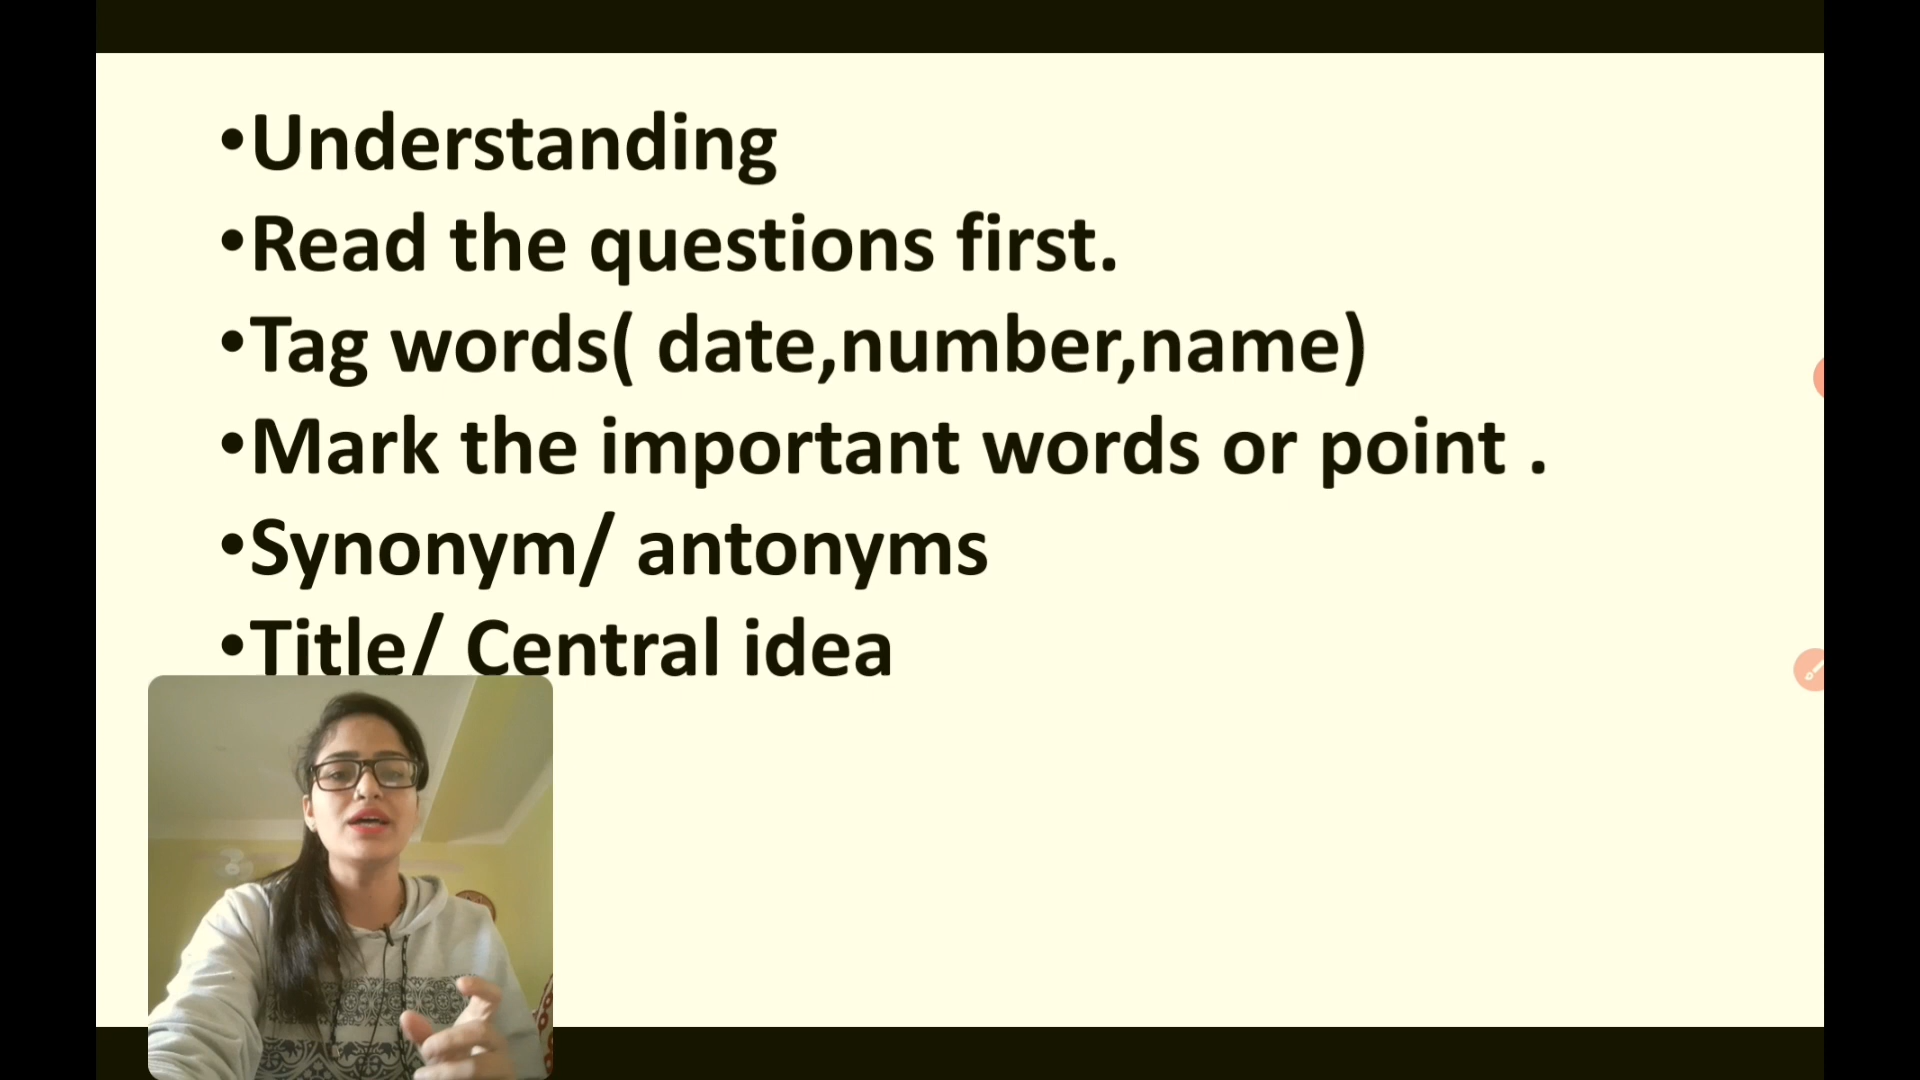 •Understanding
•Read the questions first.
•Tag words( date,number,name)
•Mark the important words or point .
•Synonym/ antonyms
•Title/ Central idea